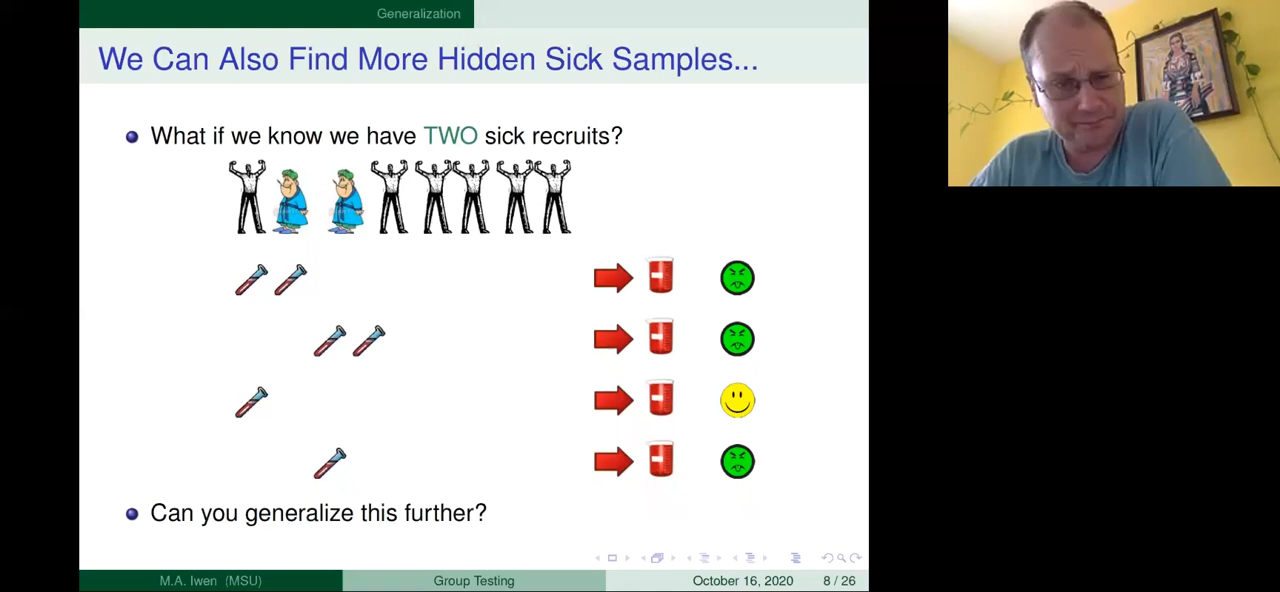 Generalization
We Can Also Find More Hidden Sick Samples...
What if we know we have TWO sick recruits?
Can you generalize this further?
M.A. Iwen (MSU)
Group Testing
October 16, 2020
8 / 26